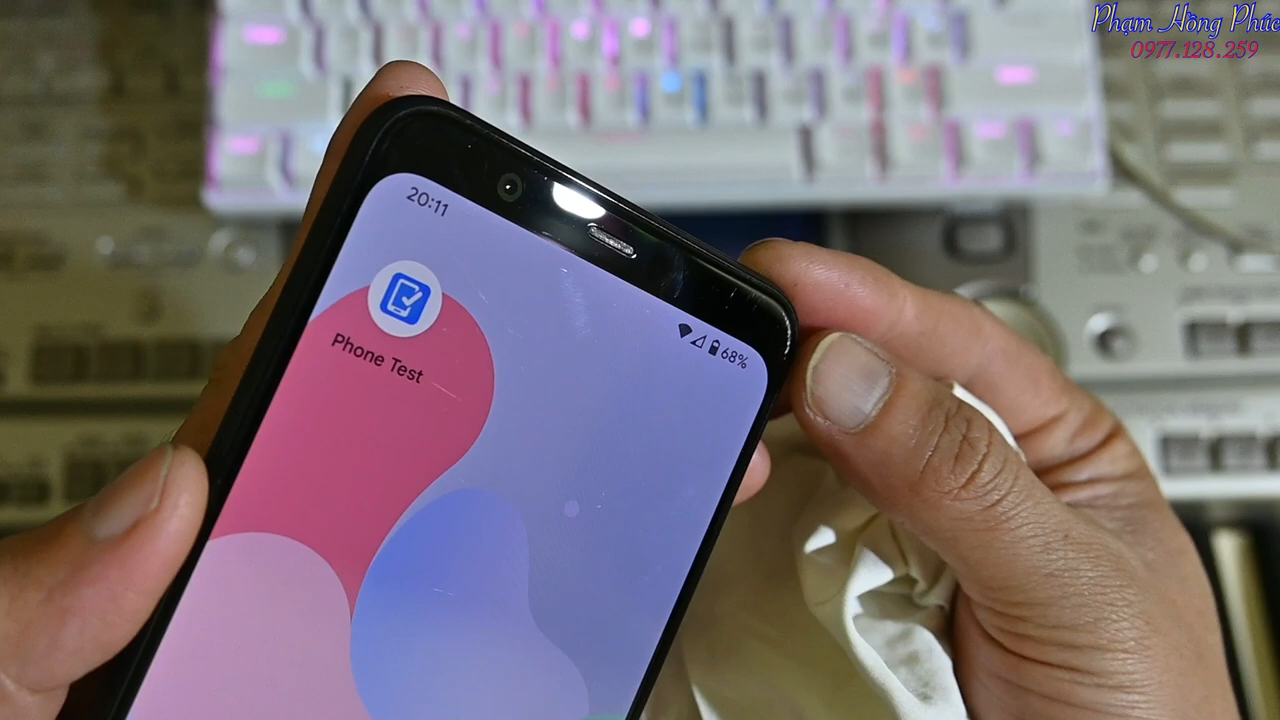 Phạm Hồng Phúc
0977.128.259
20:11
68%
Phone Test